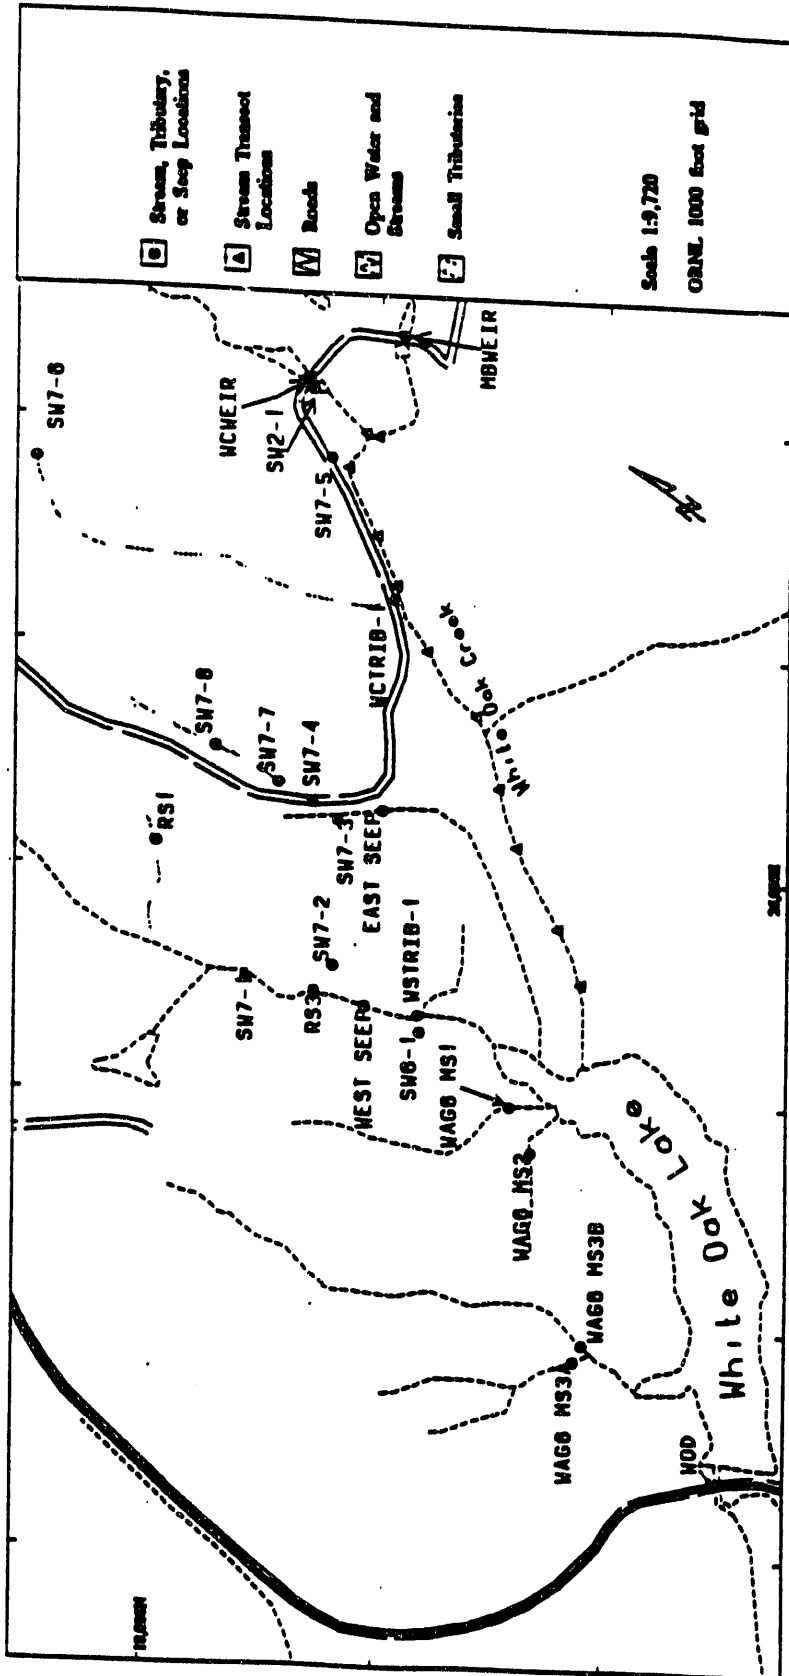 Stream, Tributary,
or Seep Locations
Stream Transect
Locations
Roads
Open Water and
Streams
Small Tributaries
Scale 1:9,720
ORNL 1000 foot grid
SW7-6
WCWEIR
SW2-1
MBWEIR
SW7-5
WCTRIB-1
White Oak Creek
SW7-8
SW7-7
SW7-4
RS1
SW7-3
EAST SEEP
SW7-2
SW7-1
RS3
WEST SEEP
WSTRIB-1
SW6-1
WAG6 MS1
WAG6 MS2
WAG6 MS3B
WAG6 MS3A
White Oak Lake
WOD
N